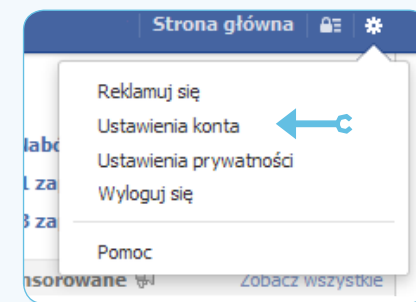 Strona główna
Reklamuj się
Ustawienia konta
Ustawienia prywatności
Wyloguj się
Pomoc
Zobacz wszystkie